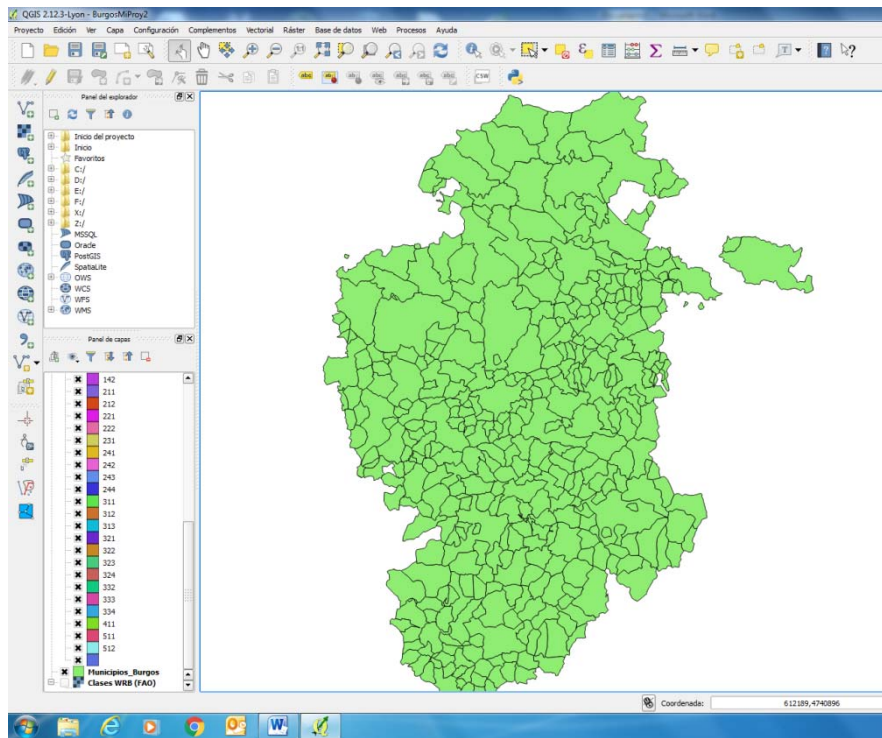 QGIS 2.12.3-Lyon - BurgosMiProy2
Proyecto Edición Ver Capa Configuración Complementos Vectorial Ráster Base de datos Web Procesos Ayuda
CSW
Panel del explorador
Inicio del proyecto
Inicio
Favoritos
C:/
D:/
E:/
F:/
X:/
Z:/
MSSQL
Oracle
PostGIS
SpatiaLite
OWS
WCS
WFS
WMS
Panel de capas
142
211
212
221
222
231
241
242
243
244
311
312
313
321
322
323
324
332
333
334
411
511
512
Municipios_Burgos
Clases WRB (FAO)
Coordenada: 612189,4740896